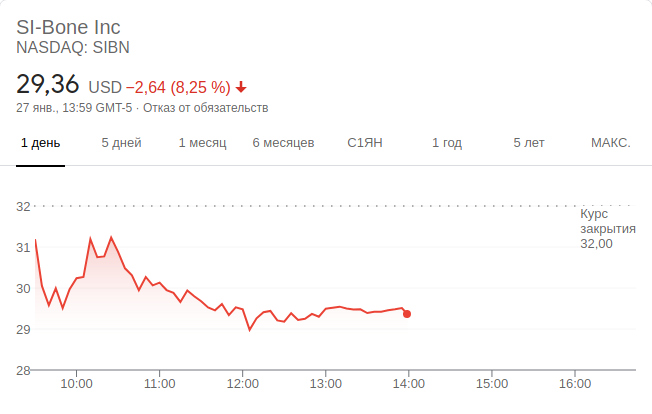 SI-Bone Inc
NASDAQ: SIBN
29,36 USD −2,64 (8,25 %)
27 янв., 13:59 GMT-5 · Отказ от обязательств
1 день 5 дней 1 месяц 6 месяцев С1ЯН 1 год 5 лет МАКС.
32
Курс
закрытия
32,00
31
30
29
28
10:00 11:00 12:00 13:00 14:00 15:00 16:00